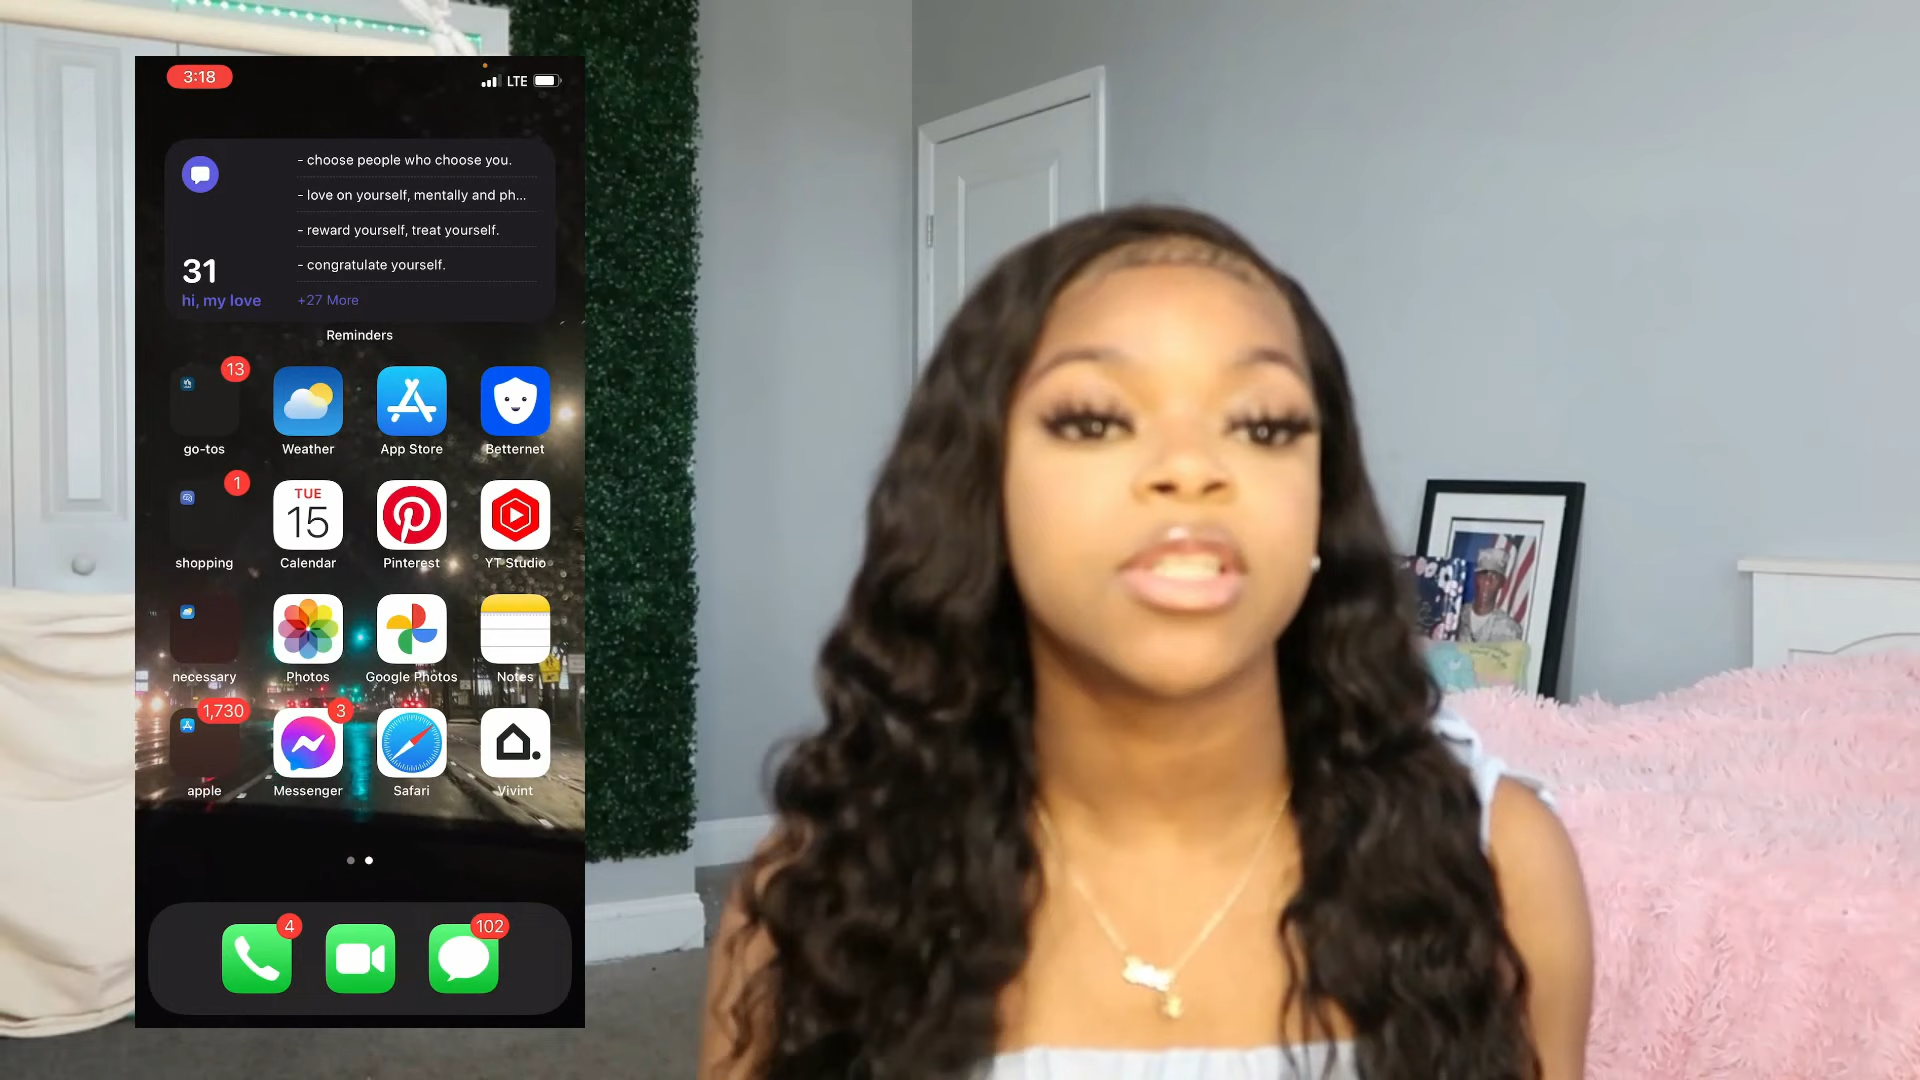 3:18
LTE
- choose people who choose you.
- love on yourself, mentally and ph...
- reward yourself, treat yourself.
- congratulate yourself.
31
hi, my love
+27 More
Reminders
13
go-tos
Weather
App Store
Betternet
1
shopping
TUE
15
Calendar
Pinterest
YT Studio
necessary
Photos
Google Photos
Notes
1,730
apple
3
Messenger
Safari
Vivint
4
102